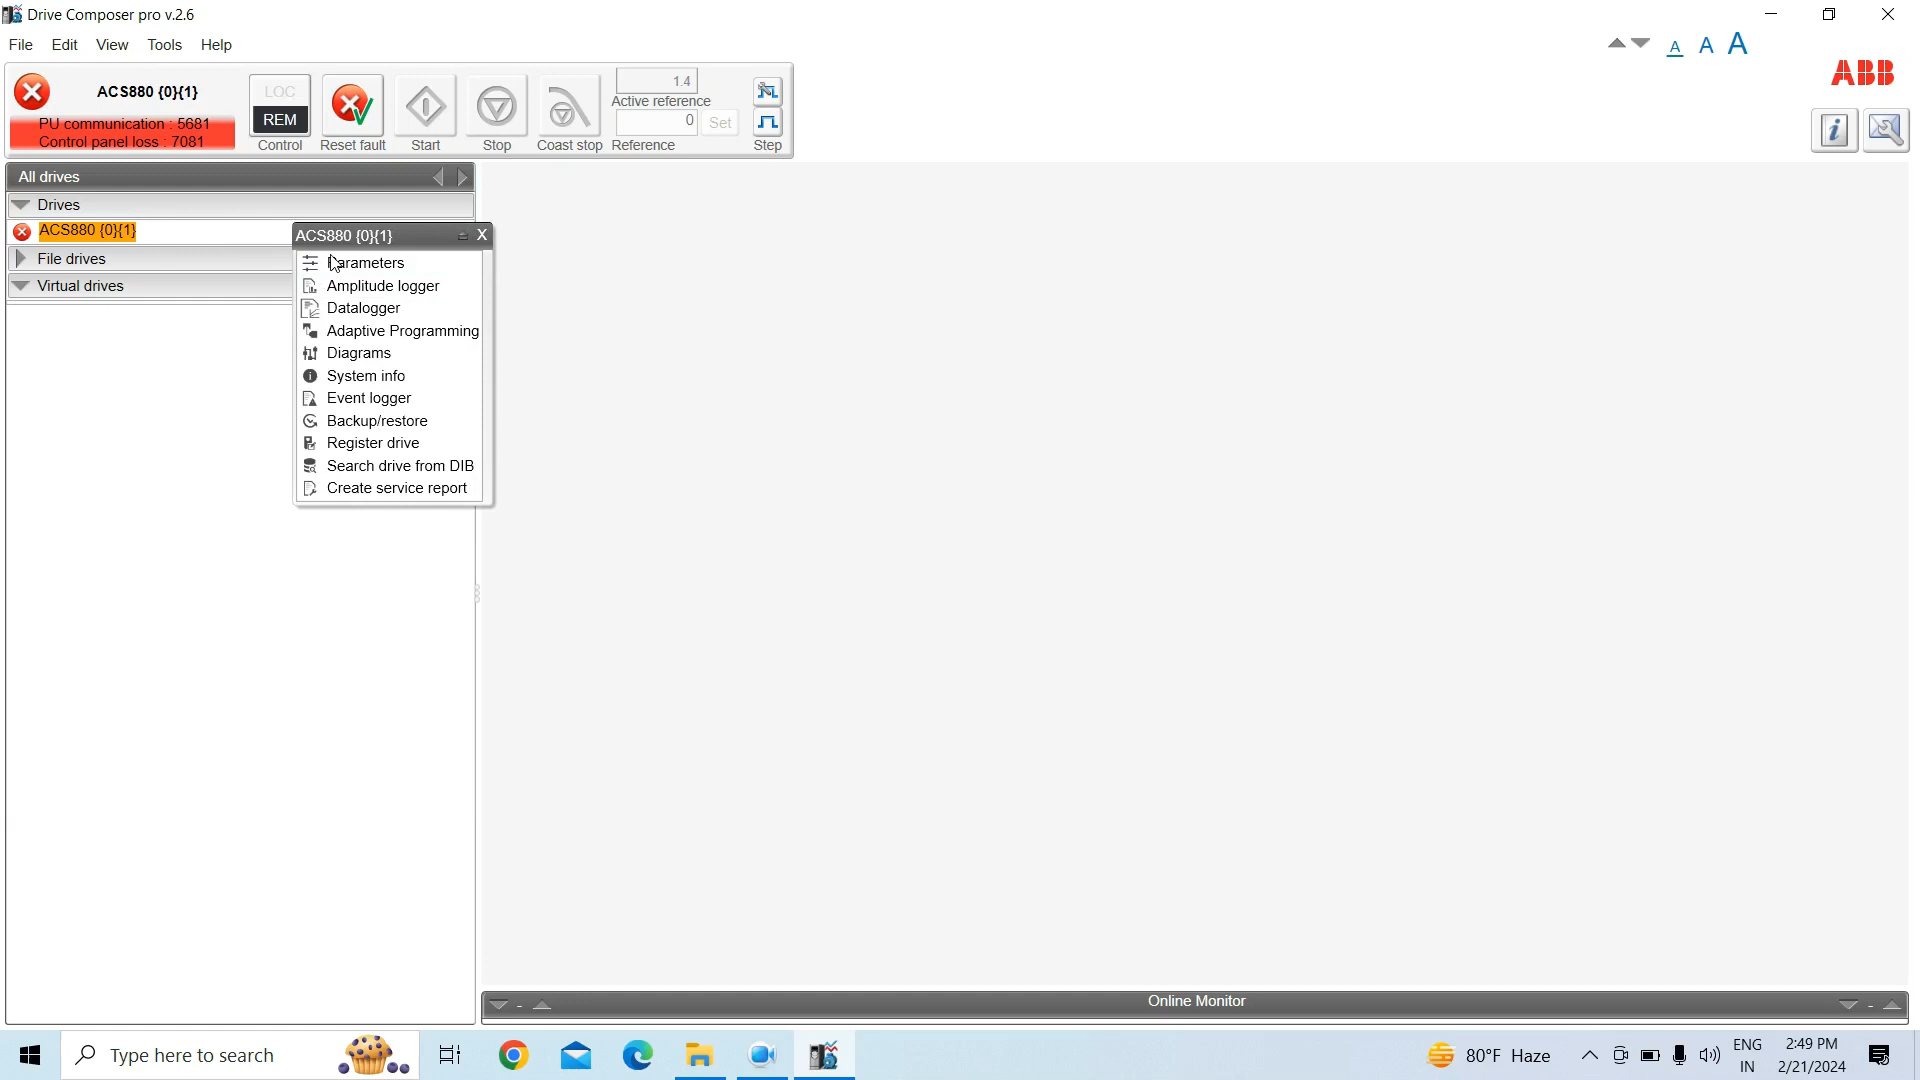 Drive Composer pro v.2.6
File Edit View Tools Help
A A A
ABB
ACS880 {0}{1}
PU communication : 5681
Control panel loss : 7081
LOC
REM
Control
Reset fault
Start
Stop
Coast stop
1.4
Active reference
0
Set
Reference
Step
All drives
Drives
ACS880 {0}{1}
File drives
Virtual drives
ACS880 {0}{1} X
Parameters
Amplitude logger
Datalogger
Adaptive Programming
Diagrams
System info
Event logger
Backup/restore
Register drive
Search drive from DIB
Create service report
Online Monitor
Type here to search
80°F Haze
ENG
IN
2:49 PM
2/21/2024